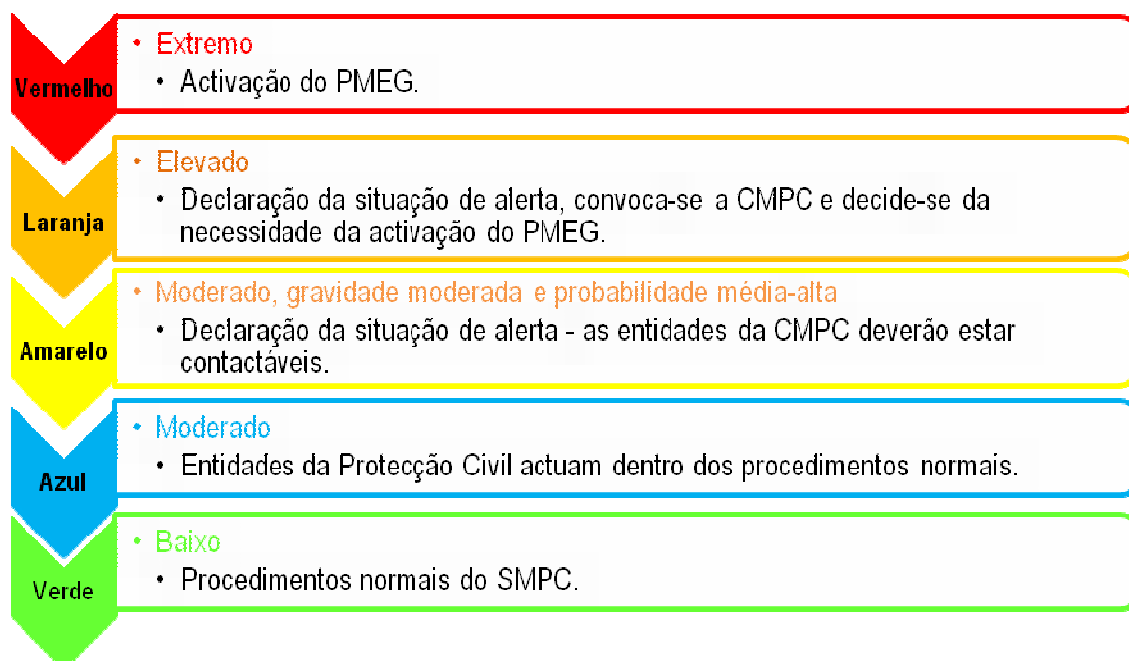 Vermelho
• Extremo
• Activação do PMEG.
Laranja
• Elevado
• Declaração da situação de alerta, convoca-se a CMPC e decide-se da
necessidade da activação do PMEG.
Amarelo
• Moderado, gravidade moderada e probabilidade média-alta
• Declaração da situação de alerta - as entidades da CMPC deverão estar
contactáveis.
Azul
• Moderado
• Entidades da Protecção Civil actuam dentro dos procedimentos normais.
Verde
• Baixo
• Procedimentos normais do SMPC.